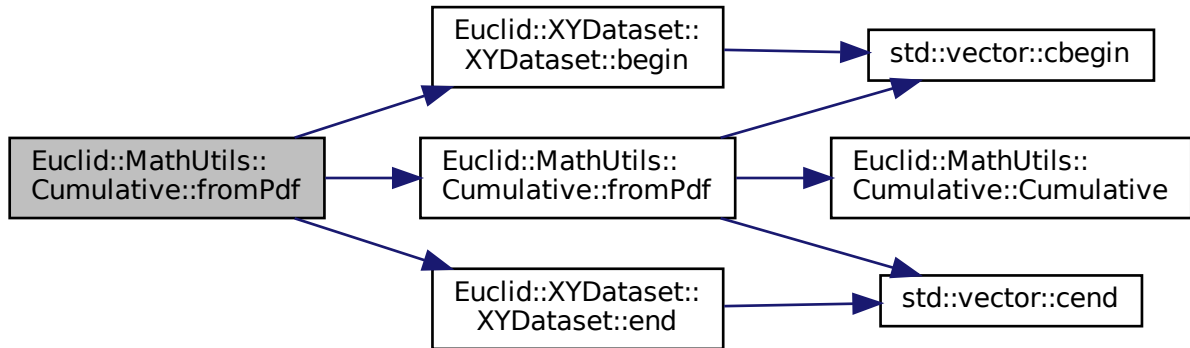 Euclid::MathUtils::
Cumulative::fromPdf
Euclid::XYDataset::
XYDataset::begin
Euclid::MathUtils::
Cumulative::fromPdf
Euclid::XYDataset::
XYDataset::end
std::vector::cbegin
Euclid::MathUtils::
Cumulative::Cumulative
std::vector::cend